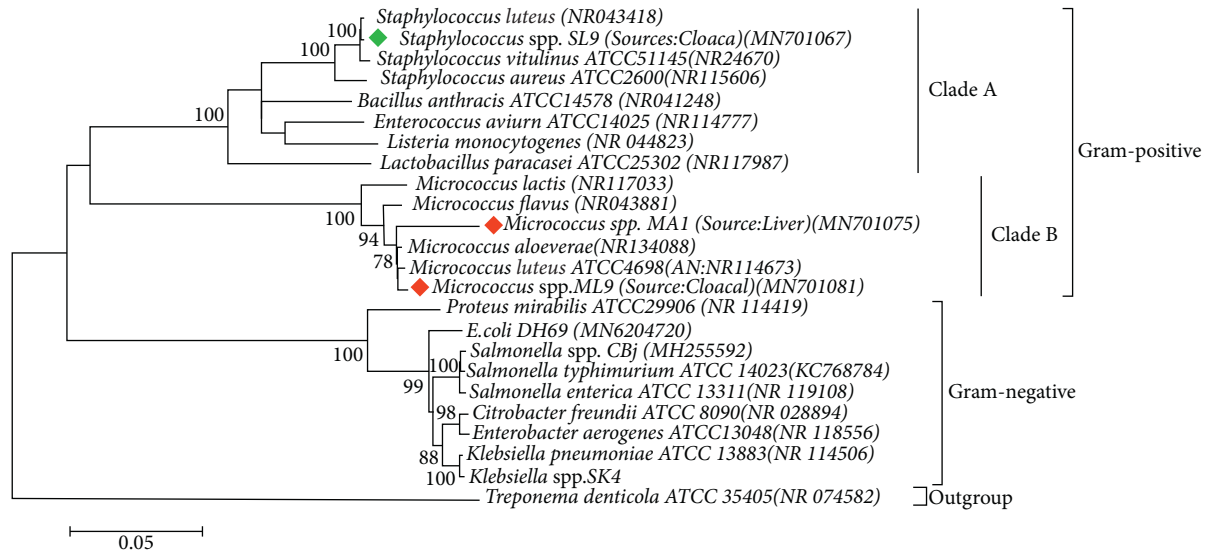 100
Staphylococcus luteus (NR043418)
Staphylococcus spp. SL9 (Sources:Cloaca)(MN701067)
100
Staphylococcus vitulinus ATCC51145(NR24670)
Staphylococcus aureus ATCC2600(NR115606)
Clade A
Bacillus anthracis ATCC14578 (NR041248)
100
Enterococcus aviurn ATCC14025 (NR114777)
Listeria monocytogenes (NR 044823)
Gram-positive
Lactobacillus paracasei ATCC25302 (NR117987)
Micrococcus lactis (NR117033)
Micrococcus flavus (NR043881)
100
Micrococcus spp. MA1 (Source:Liver)(MN701075)
Clade B
94
Micrococcus aloeverae(NR134088)
78
Micrococcus luteus ATCC4698(AN:NR114673)
Micrococcus spp.ML9 (Source:Cloacal)(MN701081)
Proteus mirabilis ATCC29906 (NR 114419)
E.coli DH69 (MN6204720)
100
Salmonella spp. CBj (MH255592)
100
Salmonella typhimurium ATCC 14023(KC768784)
99
Salmonella enterica ATCC 13311(NR 119108)
Gram-negative
98
Citrobacter freundii ATCC 8090(NR 028894)
Enterobacter aerogenes ATCC13048(NR 118556)
88
Klebsiella pneumoniae ATCC 13883(NR 114506)
100
Klebsiella spp.SK4
Treponema denticola ATCC 35405(NR 074582)
Outgroup
0.05